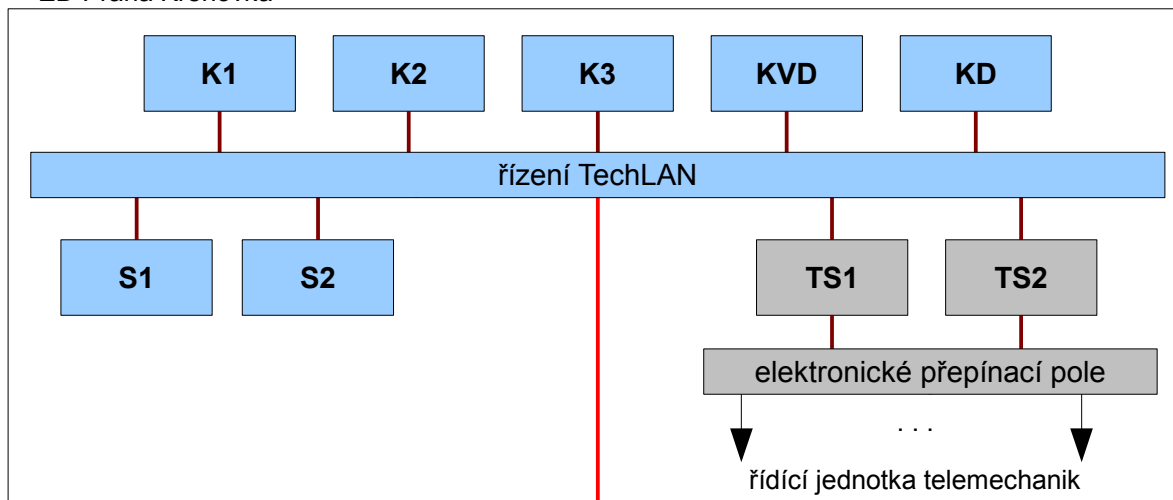 K1 K2 K3 KVD KD
řízení TechLAN
S1 S2 TS1 TS2
elektronické přepínací pole
. . .
řídící jednotka telemechanik